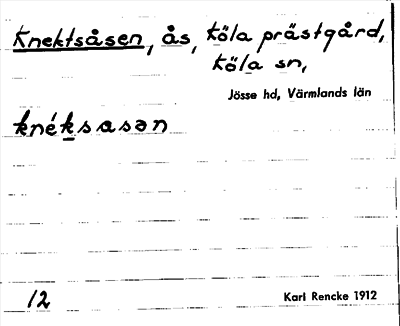 Knektsåsen, ås, Köla prästgård,
Köla sn,
Jösse hd, Värmlands län
knéksasən
12
Karl Rencke 1912